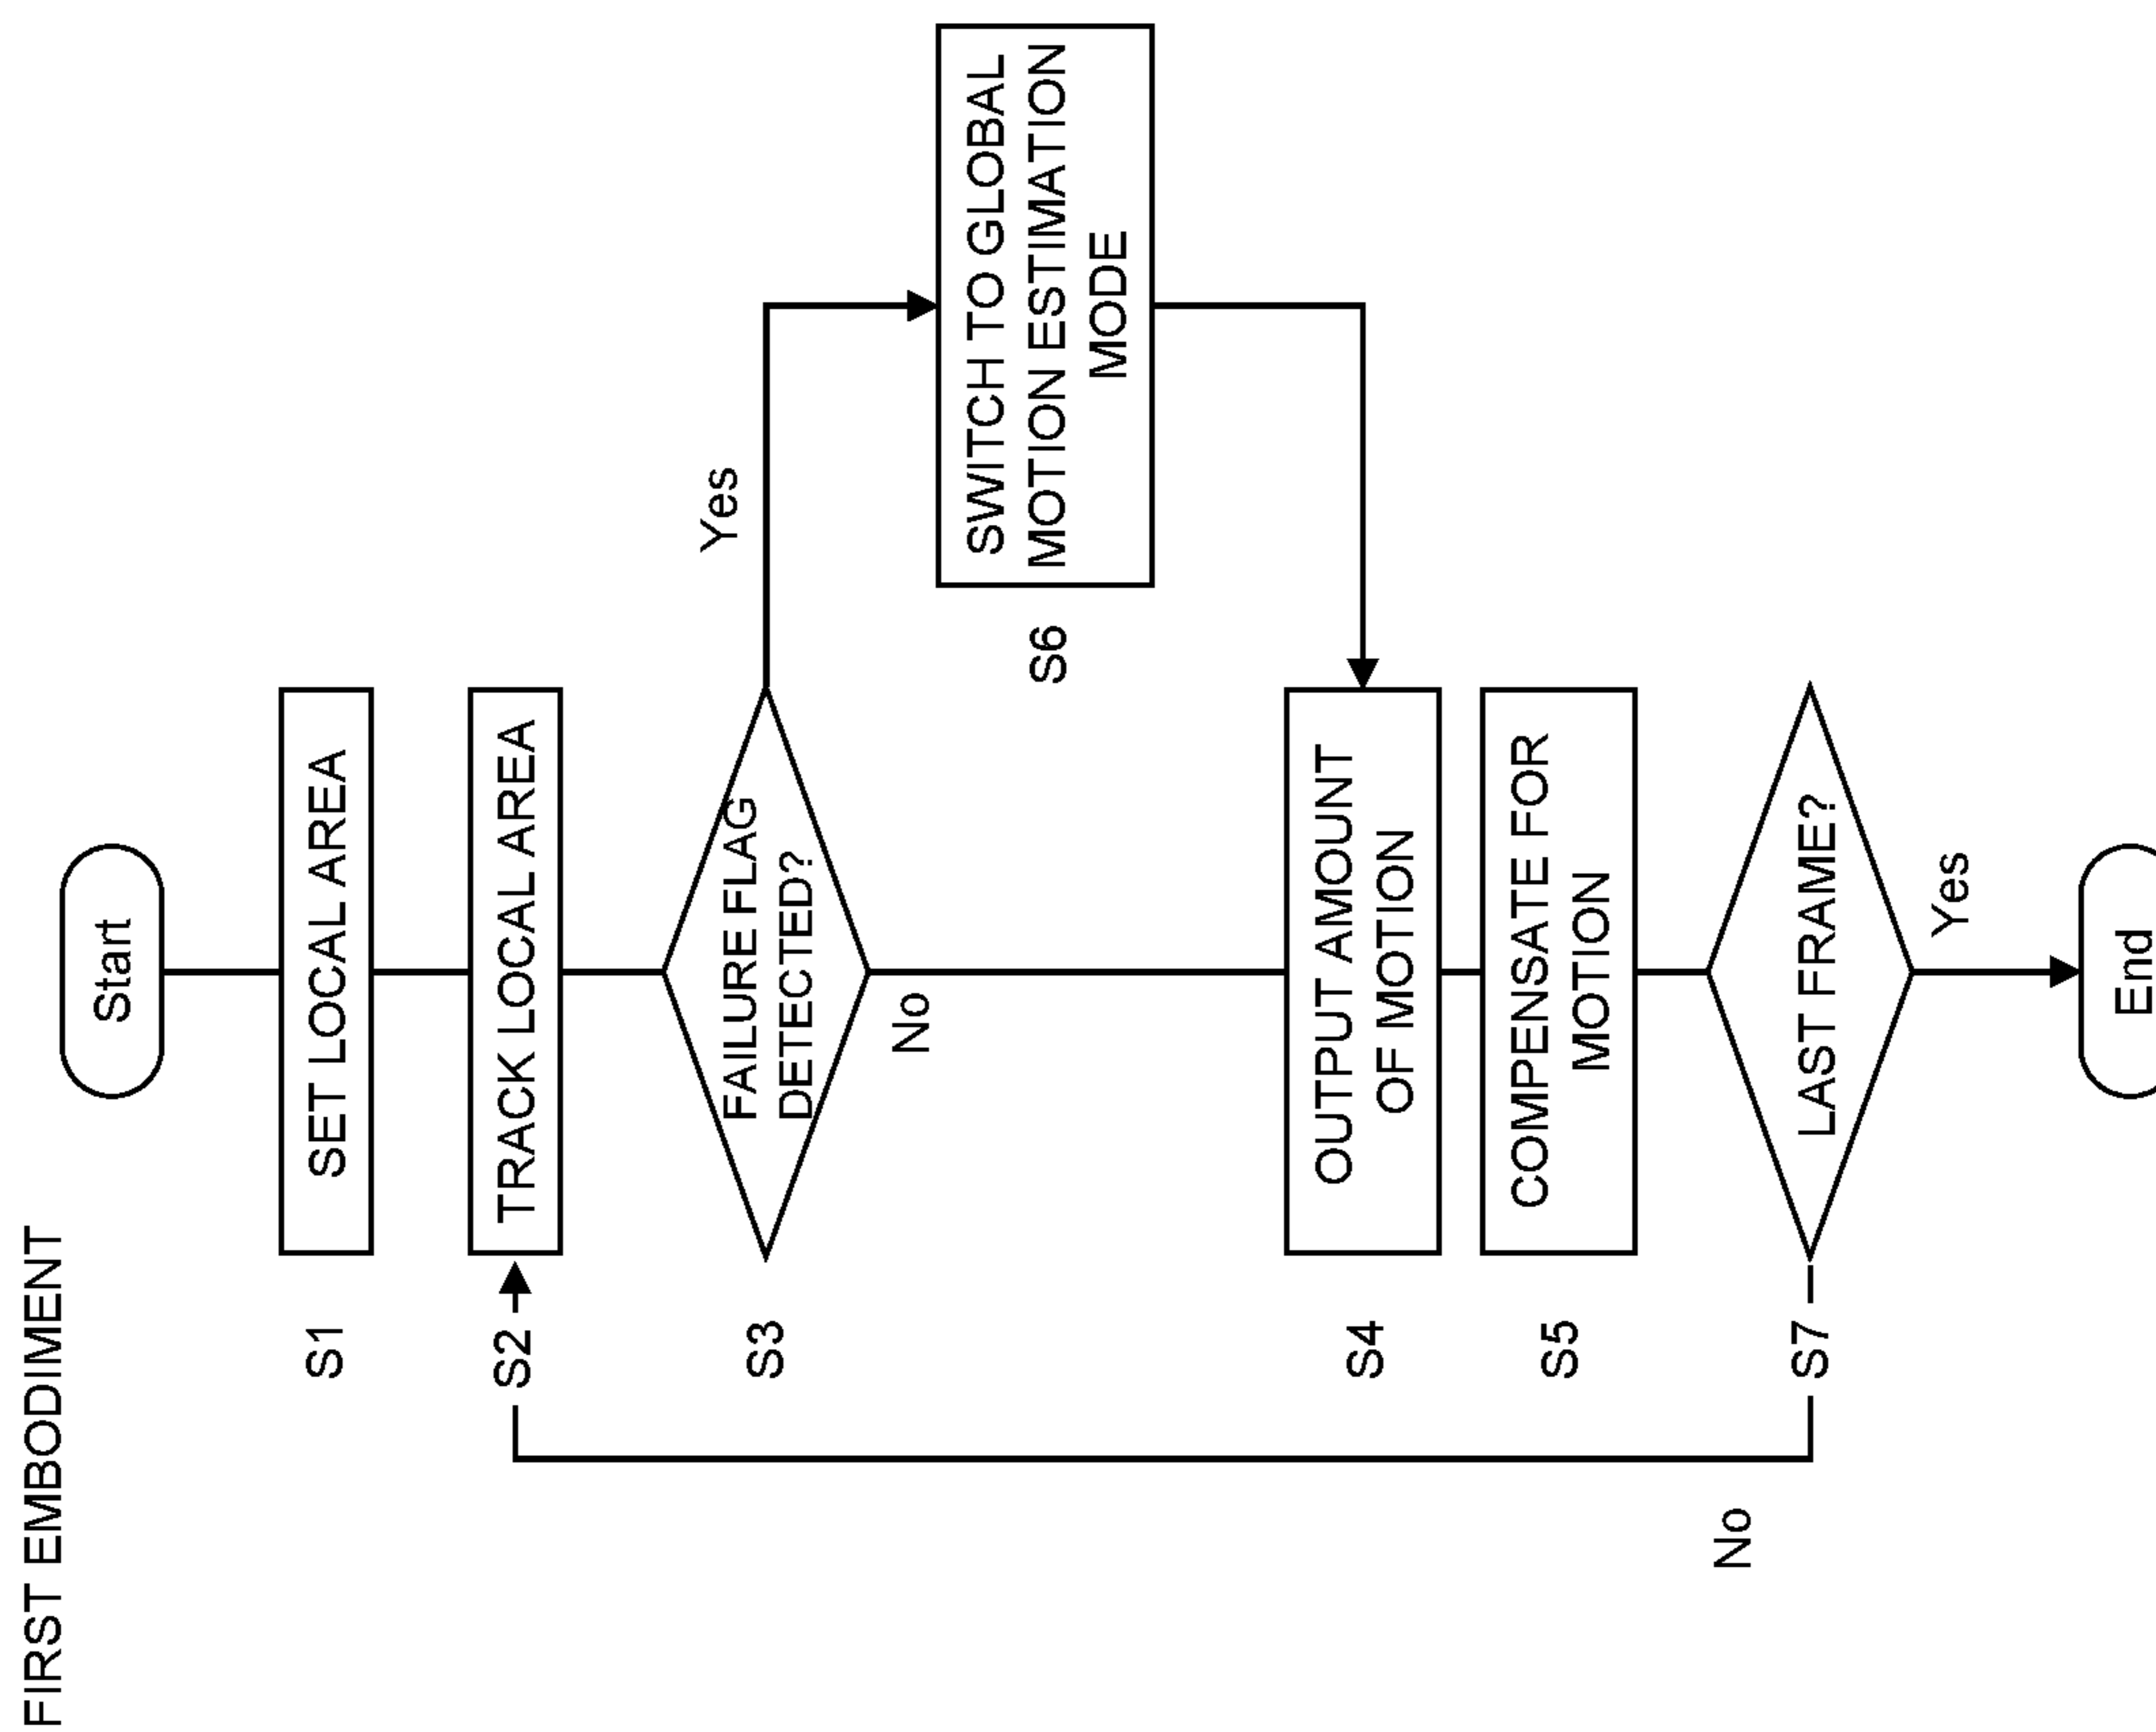 FIRST EMBODIMENT
Start
S1
SET LOCAL AREA
S2
TRACK LOCAL AREA
S3
FAILURE FLAG
DETECTED?
Yes
No
S6
SWITCH TO GLOBAL
MOTION ESTIMATION
MODE
S4
OUTPUT AMOUNT
OF MOTION
S5
COMPENSATE FOR
MOTION
S7
LAST FRAME?
No
Yes
End